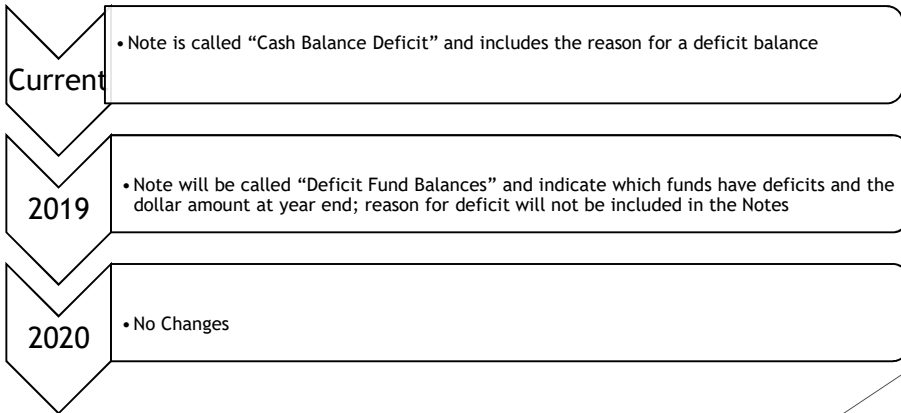 Current
• Note is called “Cash Balance Deficit” and includes the reason for a deficit balance
2019
• Note will be called “Deficit Fund Balances” and indicate which funds have deficits and the
dollar amount at year end; reason for deficit will not be included in the Notes
2020
• No Changes